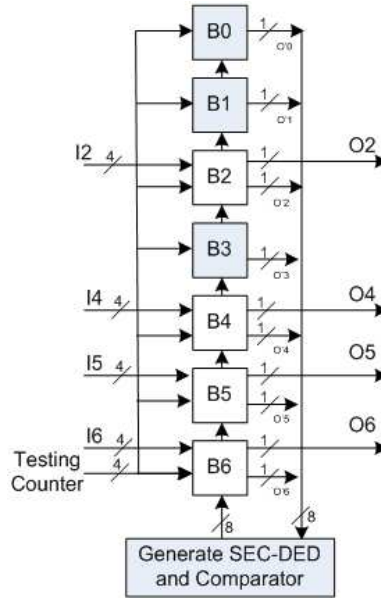 B0 1 O'0
B1 1 O'1
I2 4 B2 1 O2
1 O'2
B3 1 O'3
I4 4 B4 1 O4
1 O'4
I5 4 B5 1 O5
1 O'5
I6 4 B6 1 O6
Testing 4 1 O'6
Counter
8 8
Generate SEC-DED
and Comparator